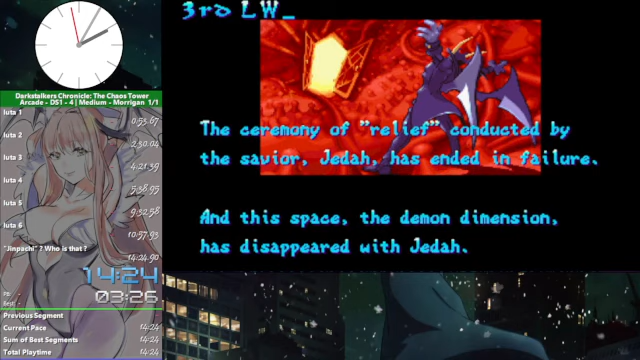 3rd LW_
Darkstalkers Chronicle: The Chaos Tower
Arcade - DS1 - 4 | Medium - Morrigan 1/1
luta 1
0:55.67
luta 2
2:50.04
luta 3
4:21.39
luta 4
5:38.95
luta 5
9:32.58
luta 6
10:57.93
"Jinpachi" ? Who is that ?
14:24.90
14:24
03:26
PB:
Best:
Previous Segment
Current Pace 14:24
Sum of Best Segments 14:24
Total Playtime 14:24
The ceremony of "relief" conducted by
the savior, Jedah, has ended in failure.
And this space, the demon dimension,
has disappeared with Jedah.